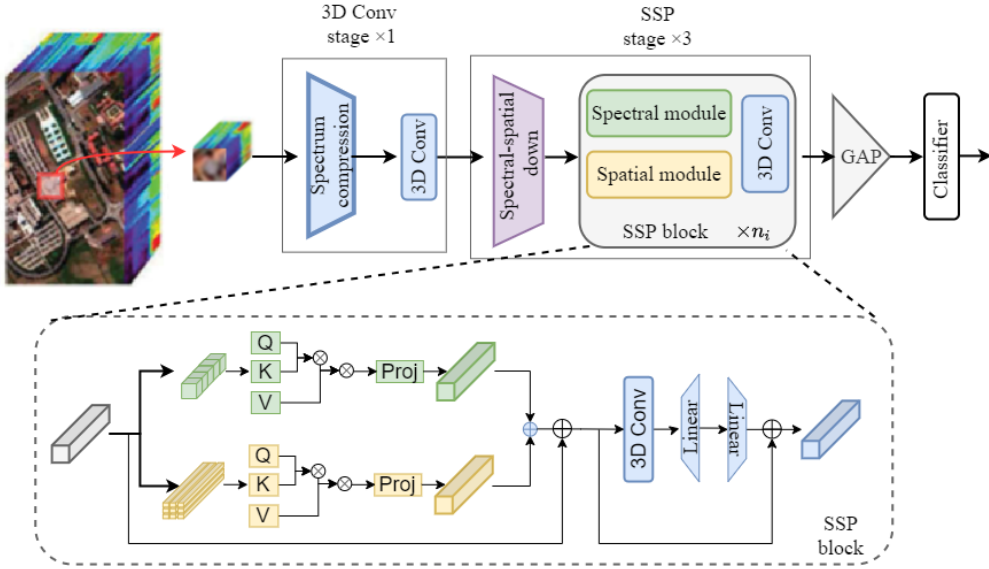 3D Conv
stage ×1
SSP
stage ×3
Spectrum
compression
3D Conv
Spectral-spatial
down
Spectral module
Spatial module
3D Conv
SSP block ×nᵢ
GAP
Classifier
Q
K
V
Proj
Q
K
V
Proj
3D Conv
Linear
Linear
SSP
block